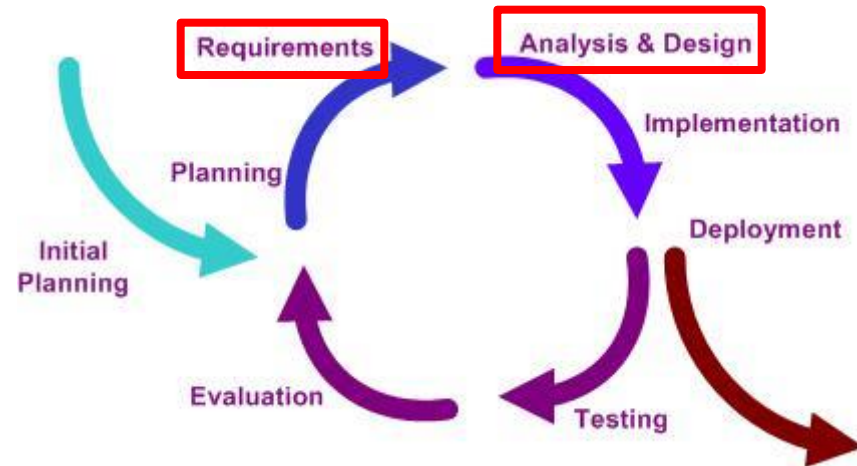 Requirements
Analysis & Design
Implementation
Planning
Deployment
Initial
Planning
Evaluation
Testing